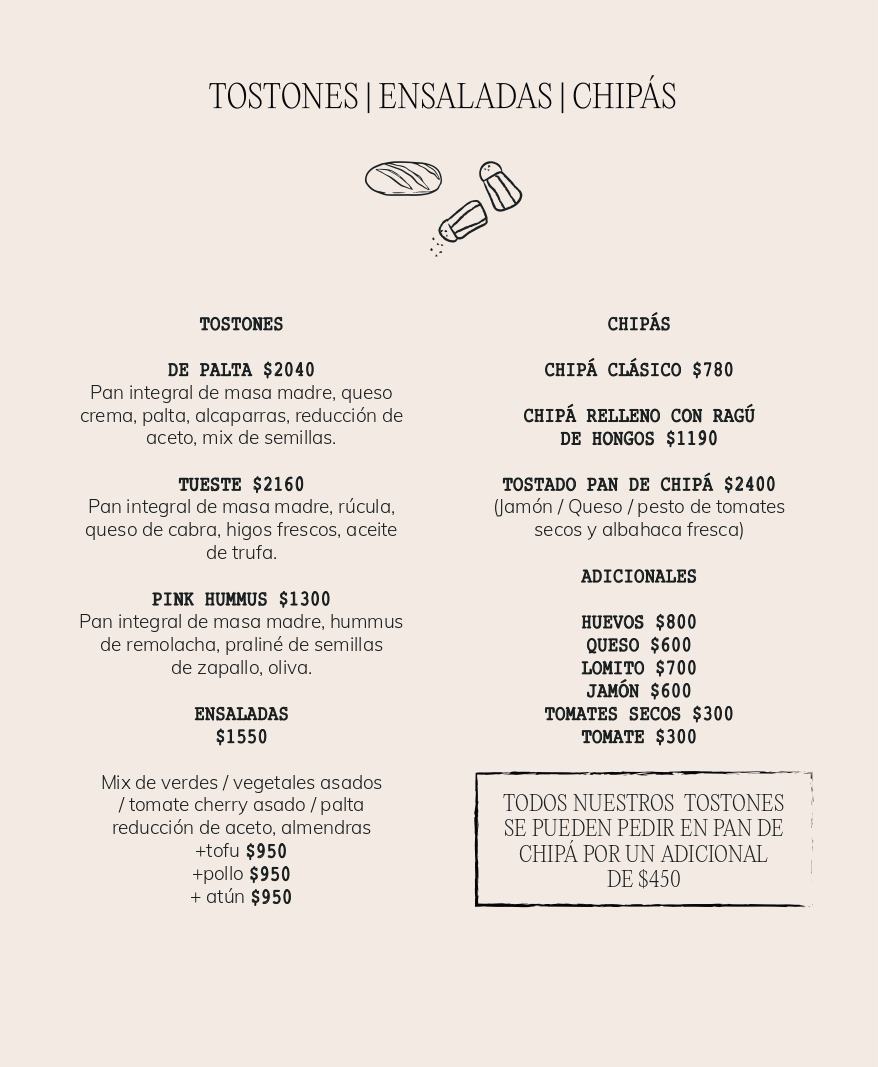 TOSTONES | ENSALADAS | CHIPÁS
TOSTONES
DE PALTA $2040
Pan integral de masa madre, queso
crema, palta, alcaparras, reducción de
aceto, mix de semillas.
TUESTE $2160
Pan integral de masa madre, rúcula,
queso de cabra, higos frescos, aceite
de trufa.
PINK HUMMUS $1300
Pan integral de masa madre, hummus
de remolacha, praliné de semillas
de zapallo, oliva.
ENSALADAS
$1550
Mix de verdes / vegetales asados
/ tomate cherry asado / palta
reducción de aceto, almendras
+tofu $950
+pollo $950
+ atún $950
CHIPÁS
CHIPÁ CLÁSICO $780
CHIPÁ RELLENO CON RAGÚ
DE HONGOS $1190
TOSTADO PAN DE CHIPÁ $2400
(Jamón / Queso / pesto de tomates
secos y albahaca fresca)
ADICIONALES
HUEVOS $800
QUESO $600
LOMITO $700
JAMÓN $600
TOMATES SECOS $300
TOMATE $300
TODOS NUESTROS TOSTONES
SE PUEDEN PEDIR EN PAN DE
CHIPÁ POR UN ADICIONAL
DE $450